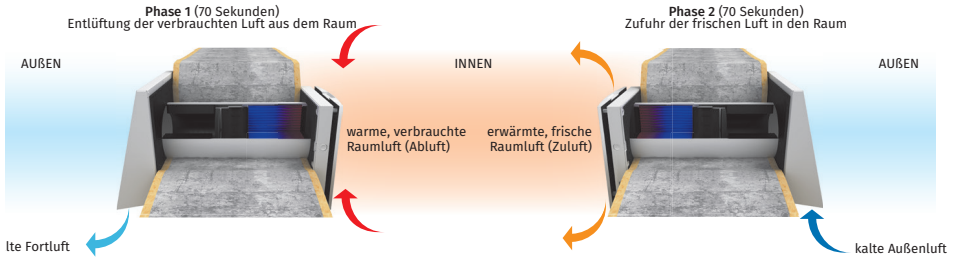 Phase 1 (70 Sekunden)
Entlüftung der verbrauchten Luft aus dem Raum
Phase 2 (70 Sekunden)
Zufuhr der frischen Luft in den Raum
AUßEN
INNEN
AUßEN
warme, verbrauchte
Raumluft (Abluft)
erwärmte, frische
Raumluft (Zuluft)
lte Fortluft
kalte Außenluft